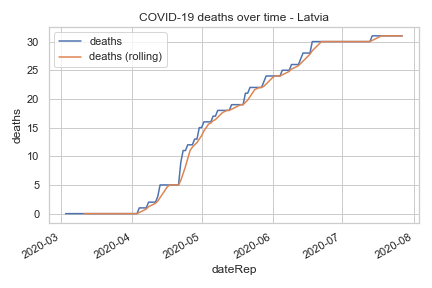 COVID-19 deaths over time - Latvia
deaths
deaths (rolling)
deaths
30
25
20
15
10
5
0
2020-03
2020-04
2020-05
2020-06
2020-07
2020-08
dateRep